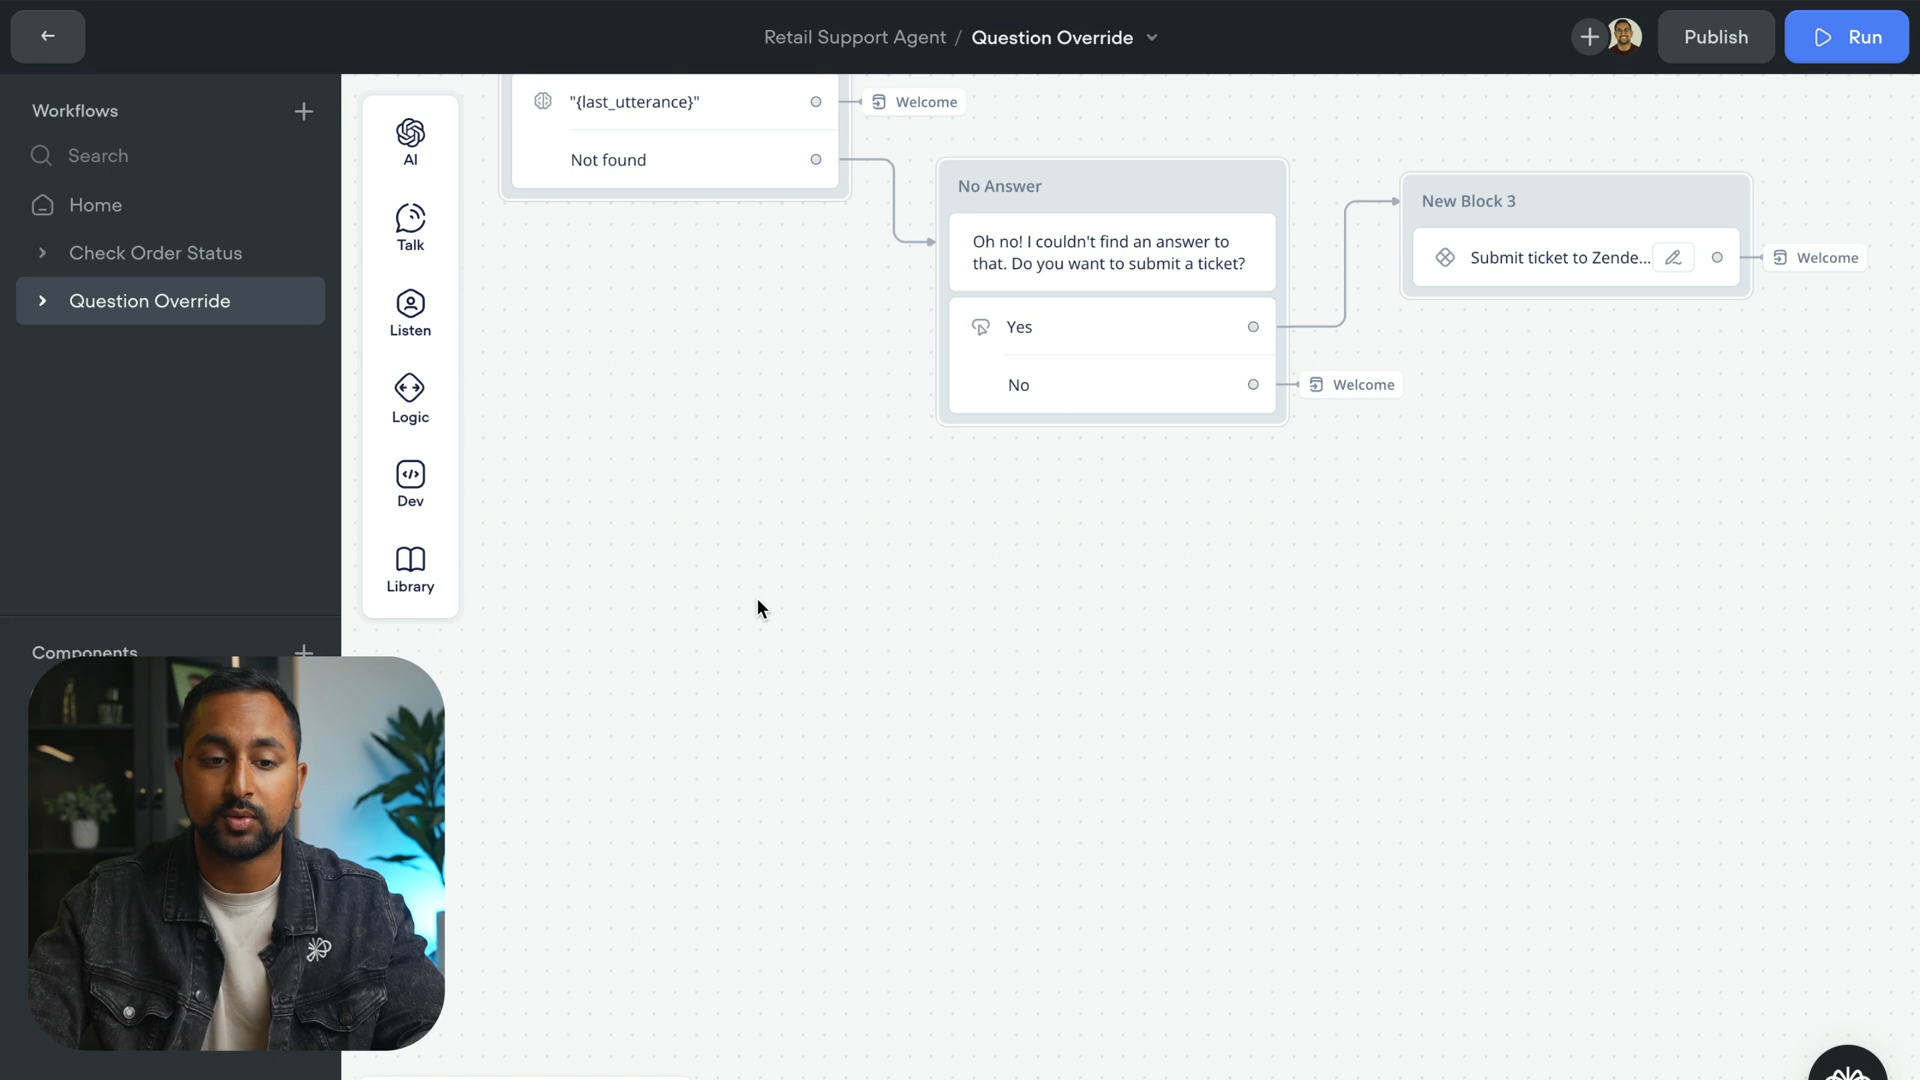 Retail Support Agent / Question Override
Publish
Run
Workflows
Search
Home
Check Order Status
Question Override
Components
AI
Talk
Listen
Logic
Dev
Library
"{last_utterance}"
Welcome
Not found
No Answer
Oh no! I couldn't find an answer to
that. Do you want to submit a ticket?
Yes
No
Welcome
New Block 3
Submit ticket to Zende...
Welcome